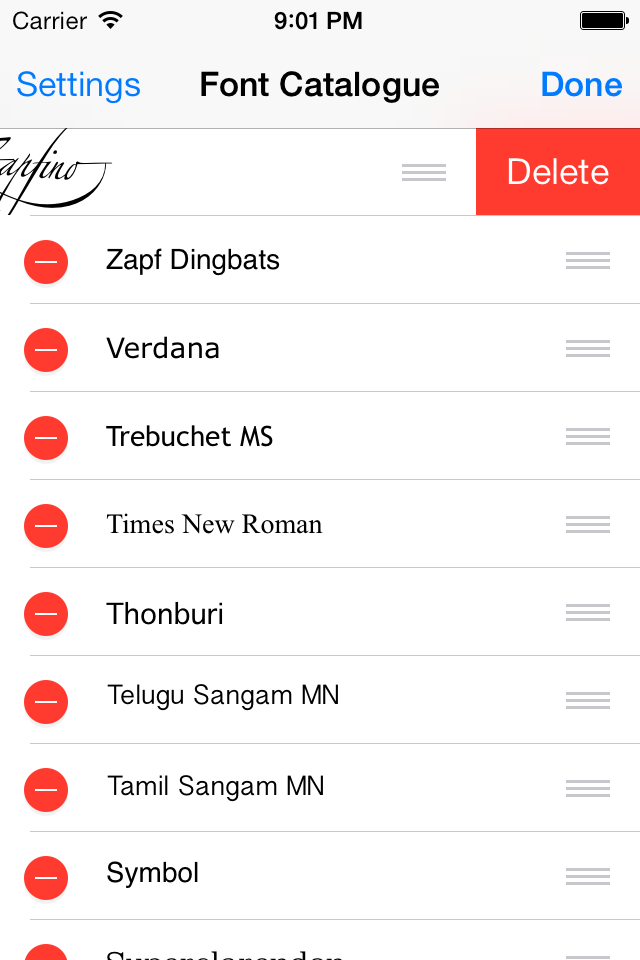 Carrier 9:01 PM
Settings Font Catalogue Done
Zapfino Delete
Zapf Dingbats
Verdana
Trebuchet MS
Times New Roman
Thonburi
Telugu Sangam MN
Tamil Sangam MN
Symbol